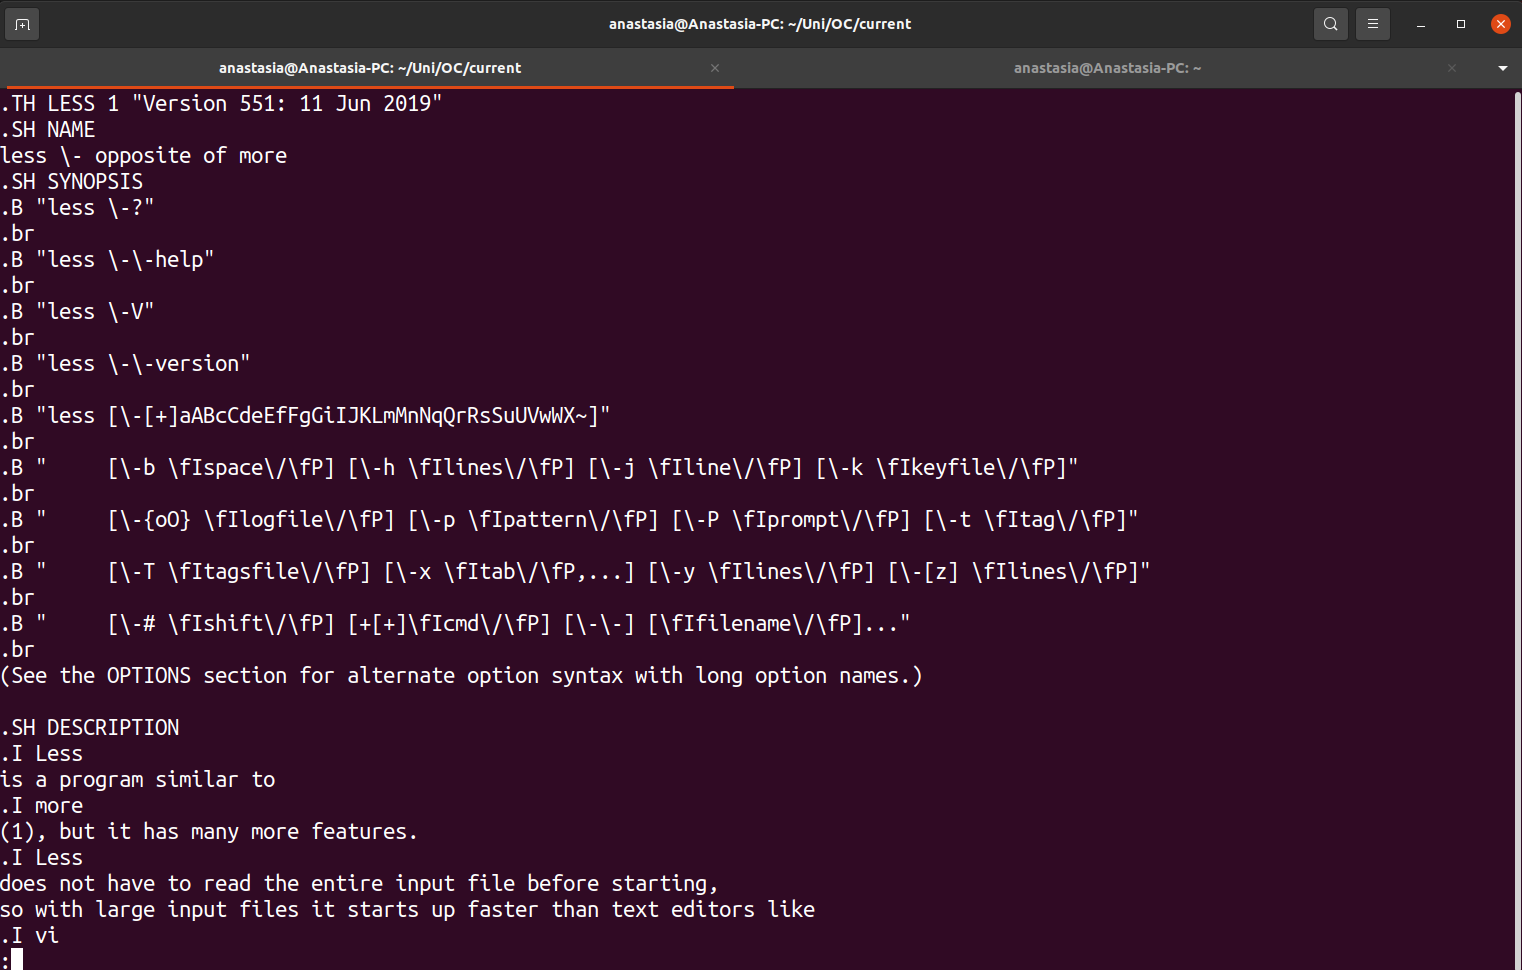 anastasia@Anastasia-PC: ~/Uni/OC/current
anastasia@Anastasia-PC: ~/Uni/OC/current
anastasia@Anastasia-PC: ~
.TH LESS 1 "Version 551: 11 Jun 2019"
.SH NAME
less \- opposite of more
.SH SYNOPSIS
.B "less \-?"
.br
.B "less \-\-help"
.br
.B "less \-V"
.br
.B "less \-\-version"
.br
.B "less [\-[+]aABcCdeEfFgGiIJKLmMnNqQrRsSuUVwWX~]"
.br
.B "     [\-b \fIspace\/\fP] [\-h \fIlines\/\fP] [\-j \fIline\/\fP] [\-k \fIkeyfile\/\fP]"
.br
.B "     [\-{oO} \fIlogfile\/\fP] [\-p \fIpattern\/\fP] [\-P \fIprompt\/\fP] [\-t \fItag\/\fP]"
.br
.B "     [\-T \fItagsfile\/\fP] [\-x \fItab\/\fP,...] [\-y \fIlines\/\fP] [\-[z] \fIlines\/\fP]"
.br
.B "     [\-# \fIshift\/\fP] [+[+]\fIcmd\/\fP] [\-\-] [\fIfilename\/\fP]..."
.br
(See the OPTIONS section for alternate option syntax with long option names.)
.SH DESCRIPTION
.I Less
is a program similar to
.I more
(1), but it has many more features.
.I Less
does not have to read the entire input file before starting,
so with large input files it starts up faster than text editors like
.I vi
: